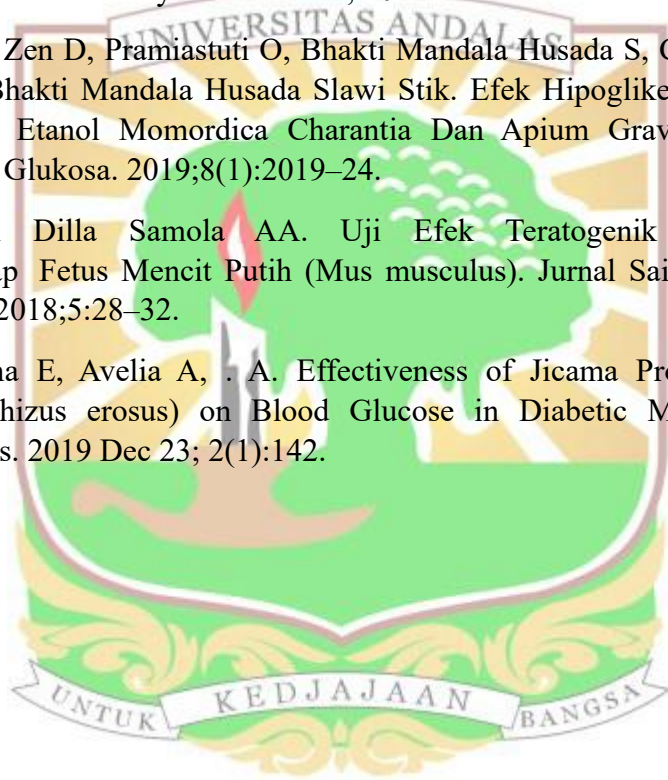 UNIVERSITAS ANDALAS
Zen D, Pramiastuti O, Bhakti Mandala Husada S,
Bhakti Mandala Husada Slawi Stik. Efek Hipoglike
Etanol Momordica Charantia Dan Apium Grav
Glukosa. 2019;8(1):2019–24.
Dilla Samola AA. Uji Efek Teratogenik
Fetus Mencit Putih (Mus musculus). Jurnal Sai
2018;5:28–32.
na E, Avelia A, . A. Effectiveness of Jicama Pro
hizus erosus) on Blood Glucose in Diabetic M
s. 2019 Dec 23; 2(1):142.
UNTUK KEDJAJAAN BANGSA